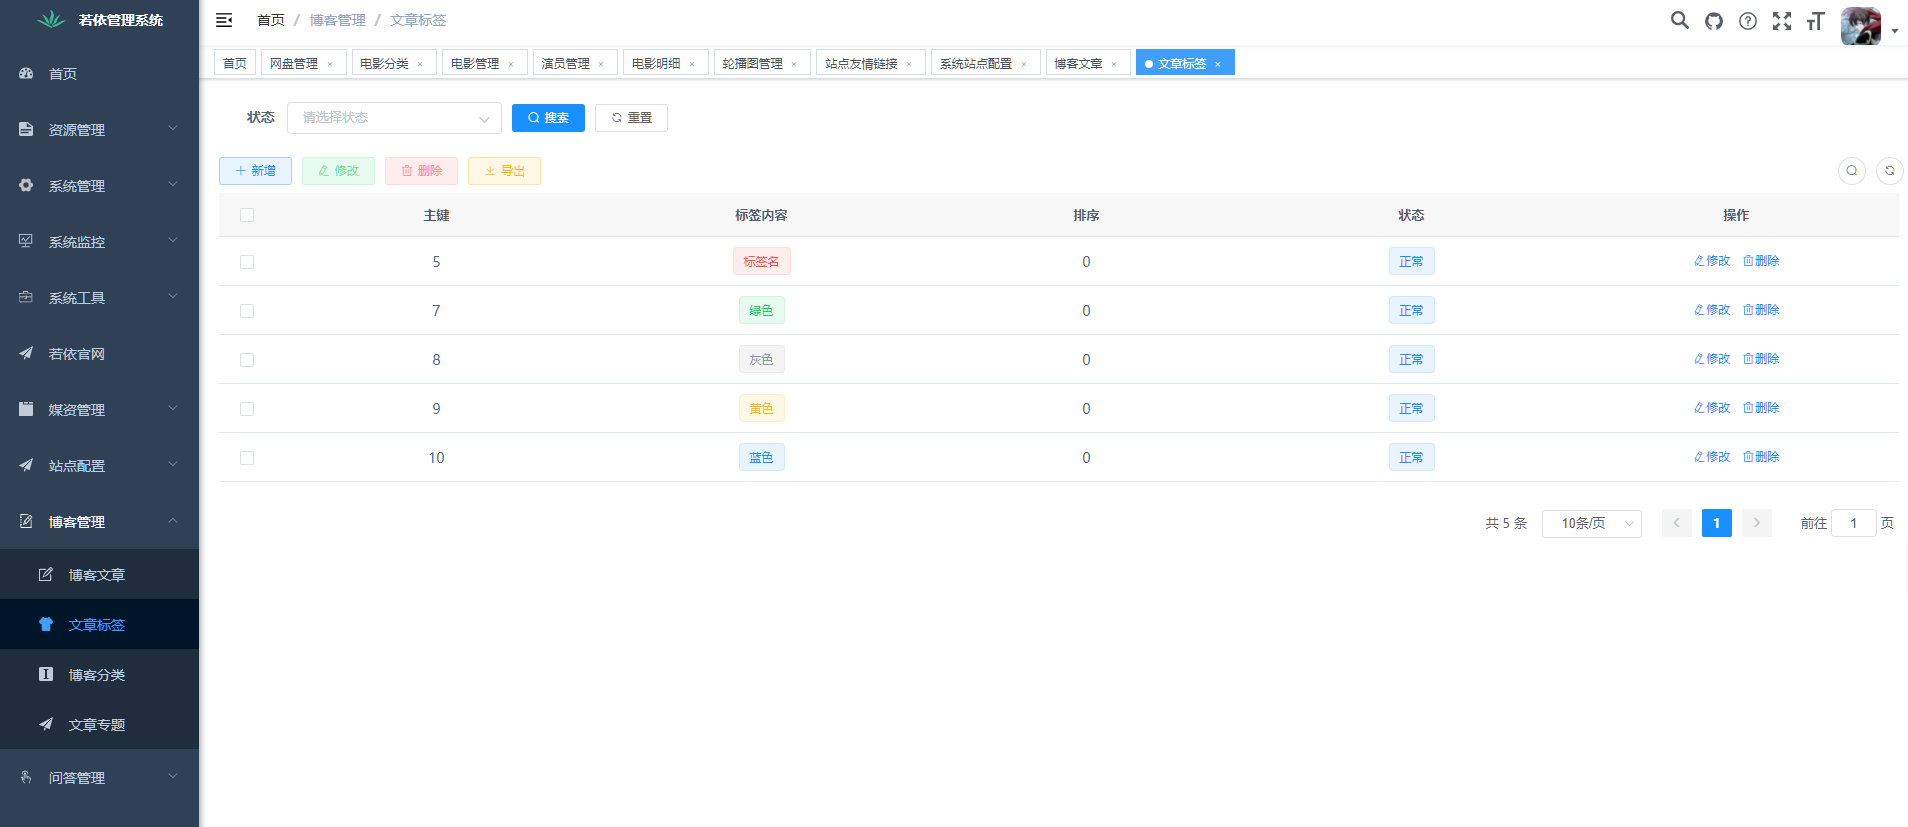 若依管理系统
首页
资源管理
系统管理
系统监控
系统工具
若依官网
媒资管理
站点配置
博客管理
博客文章
文章标签
博客分类
文章专题
问答管理
首页 / 博客管理 / 文章标签
首页 网盘管理 × 电影分类 × 电影管理 × 演员管理 × 电影明细 × 轮播图管理 × 站点友情链接 × 系统站点配置 × 博客文章 × 文章标签 ×
状态 请选择状态 搜索 重置
新增 修改 删除 导出
主键 标签内容 排序 状态 操作
5 标签名 0 正常 修改 删除
7 绿色 0 正常 修改 删除
8 灰色 0 正常 修改 删除
9 黄色 0 正常 修改 删除
10 蓝色 0 正常 修改 删除
共 5 条 10条/页 1 前往 1 页